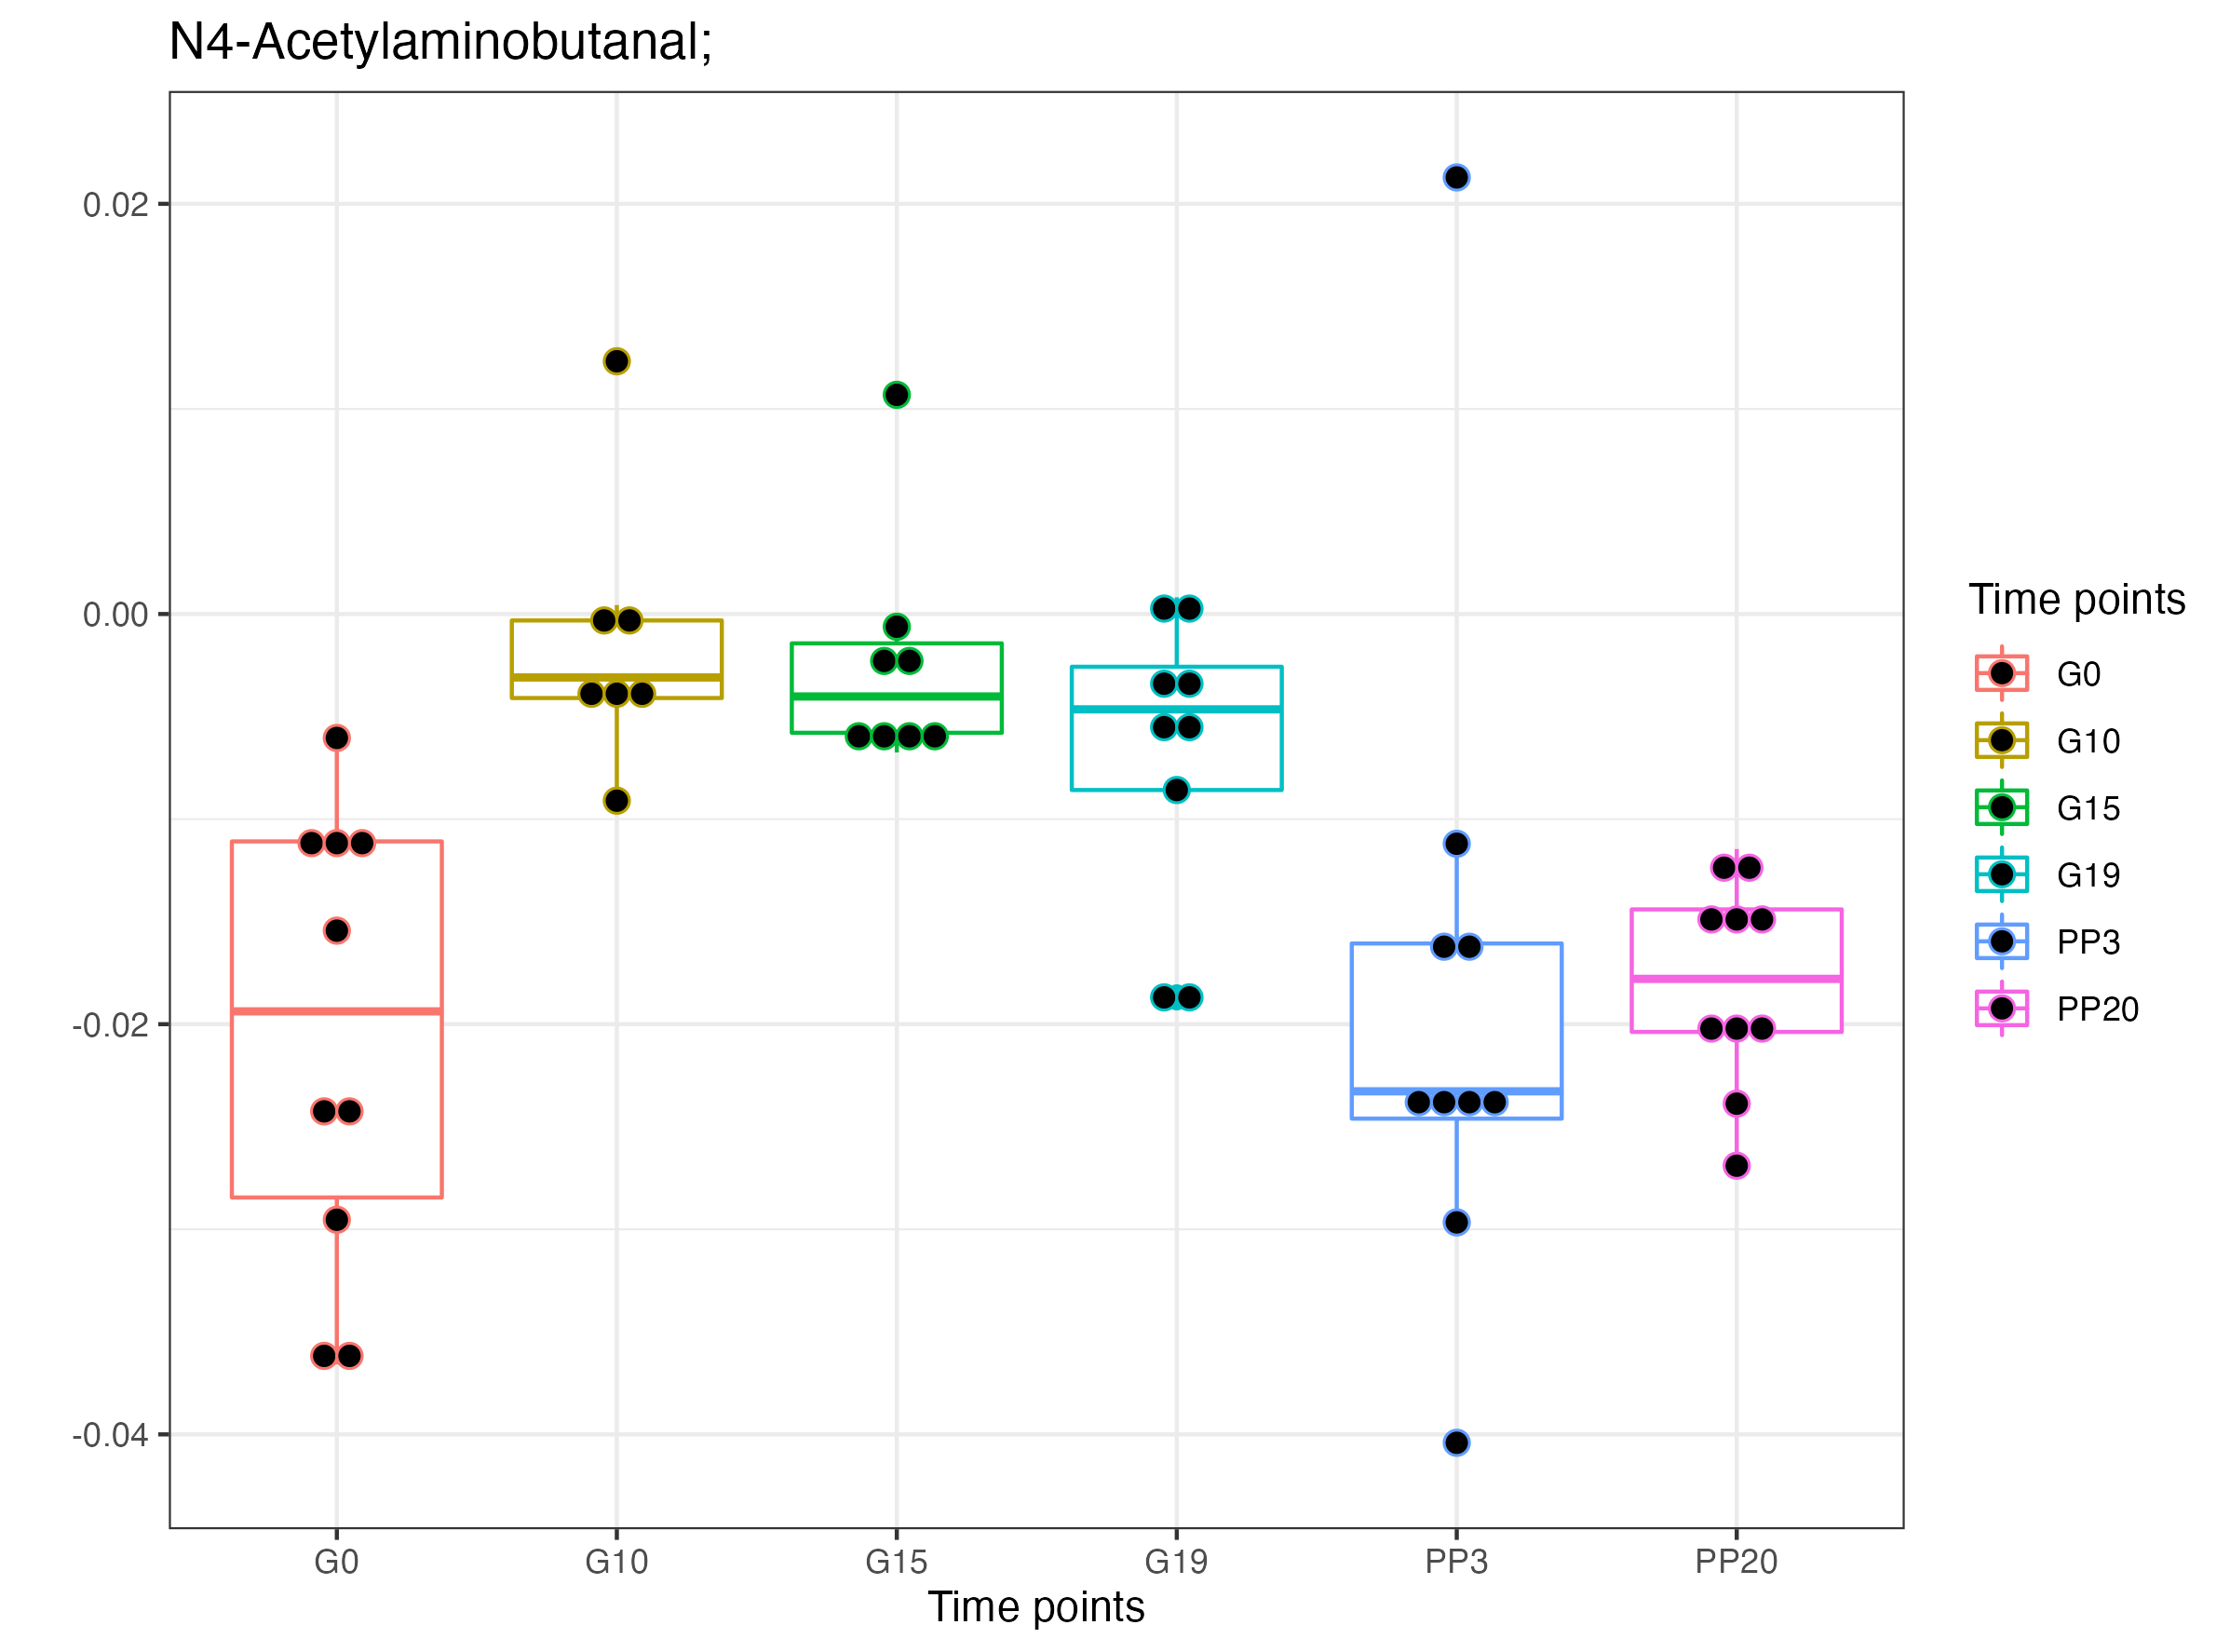 N4-Acetylaminobutanal;
0.02
0.00
-0.02
-0.04
G0 G10 G15 G19 PP3 PP20
Time points
Time points
G0
G10
G15
G19
PP3
PP20